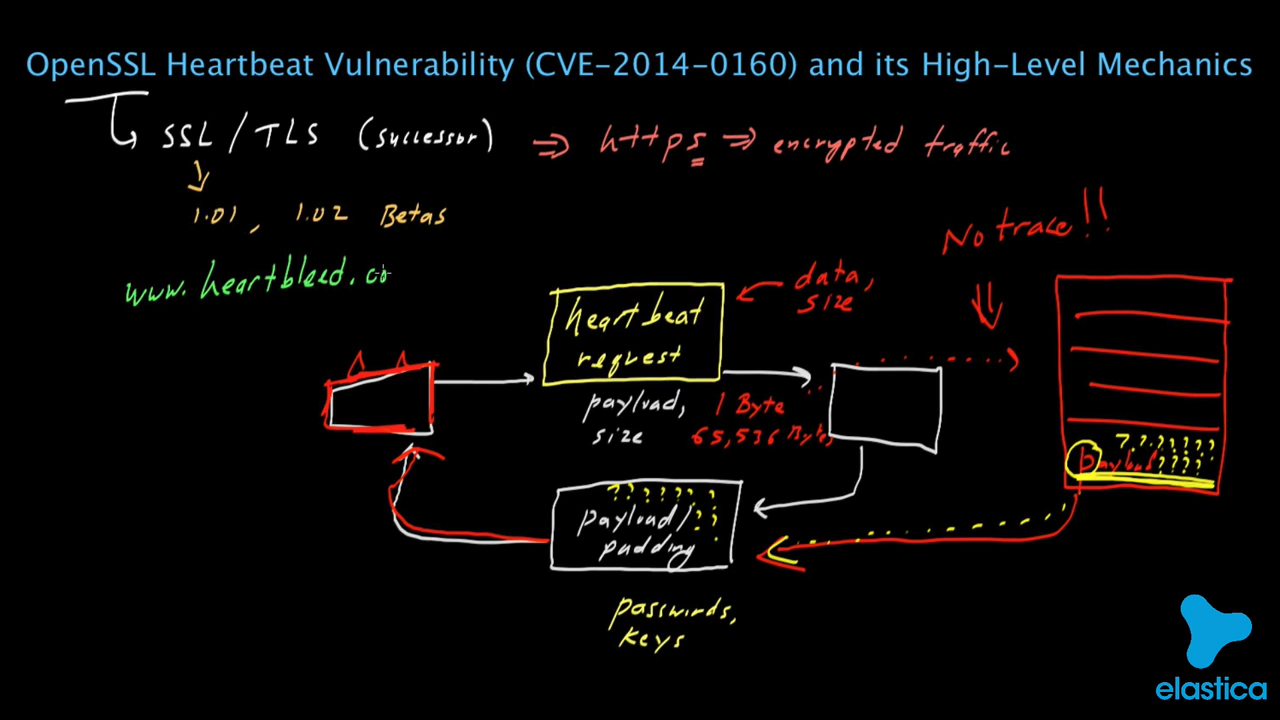 OpenSSL Heartbeat Vulnerability (CVE-2014-0160) and its High-Level Mechanics
SSL / TLS (successor) ⇒ https ⇒ encrypted traffic
1.01, 1.02 Betas
No trace!!
www.heartbleed.co
data,
size
heartbeat
request
payload,
size
1 Byte
65,536 Bytes
? ? ? ? ? ? ?
? ? ? ?
? ? ? ? ? ? ?
payload/ ? ?
padding ?
passwords,
keys
elastica